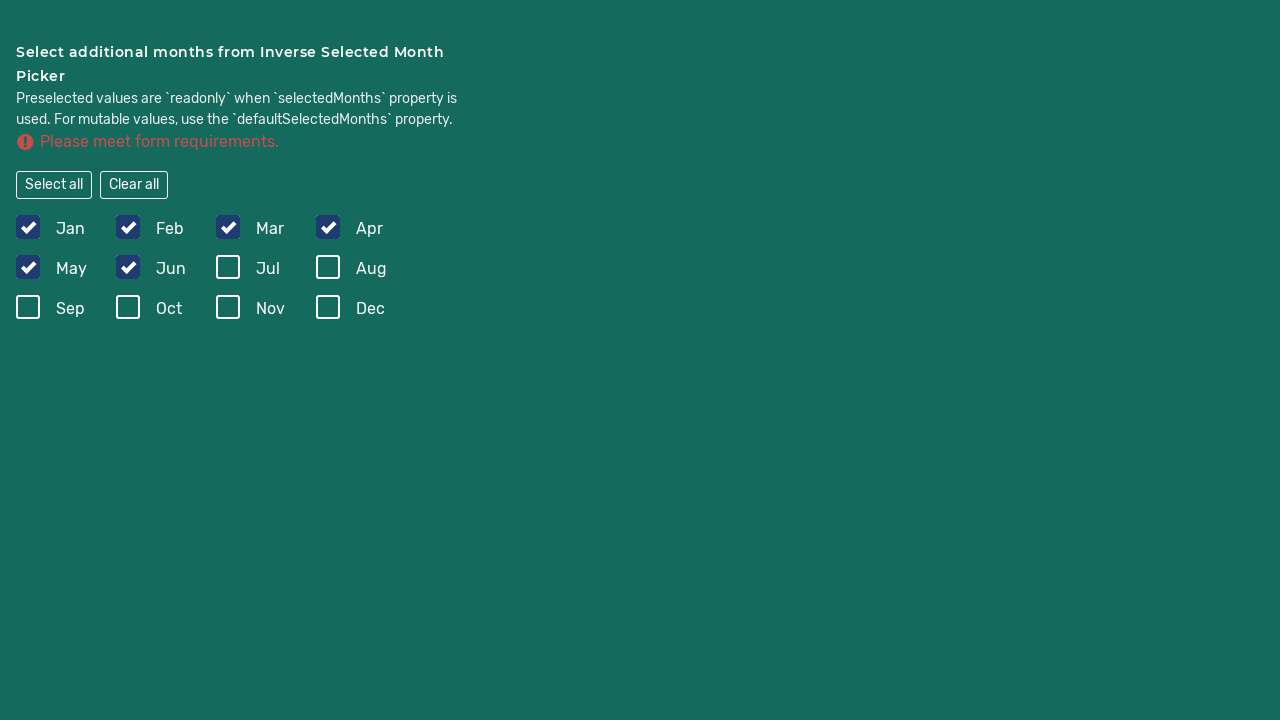 Select additional months from Inverse Selected Month
Picker
Preselected values are `readonly` when `selectedMonths` property is
used. For mutable values, use the `defaultSelectedMonths` property.
Please meet form requirements.
Select all Clear all
Jan Feb Mar Apr
May Jun Jul Aug
Sep Oct Nov Dec